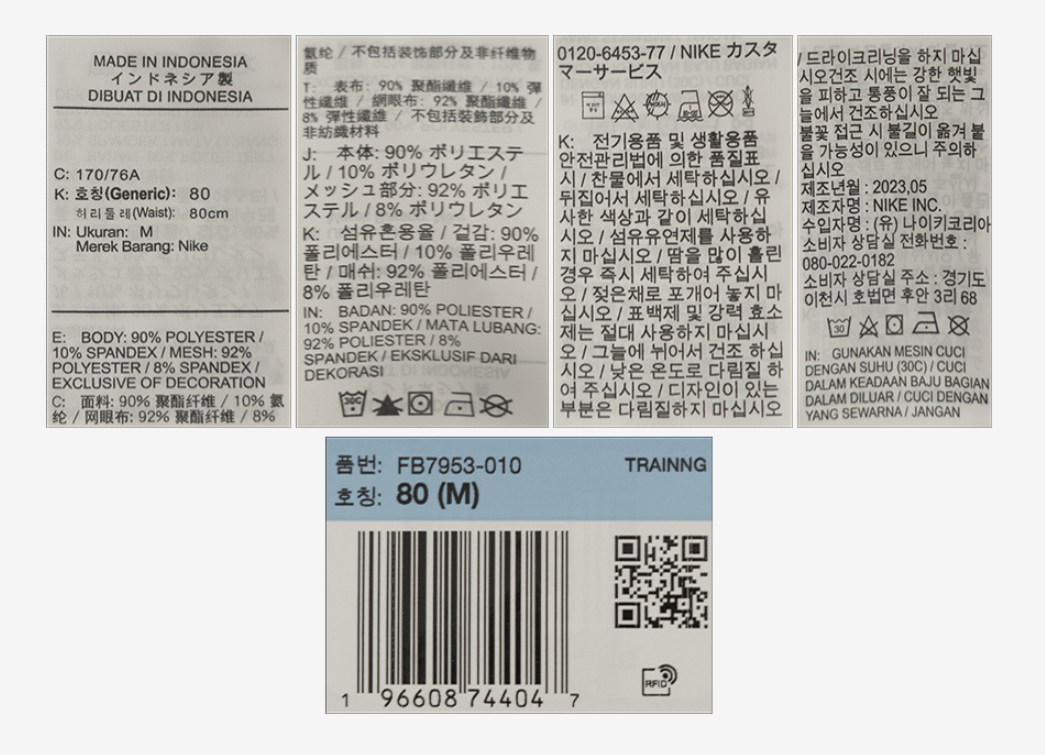 MADE IN INDONESIA
インドネシア製
DIBUAT DI INDONESIA
C: 170/76A
K: 호칭(Generic): 80
허리둘레(Waist): 80cm
IN: Ukuran: M
Merek Barang: Nike
E: BODY: 90% POLYESTER /
10% SPANDEX / MESH: 92%
POLYESTER / 8% SPANDEX /
EXCLUSIVE OF DECORATION
C: 面料: 90% 聚酯纤维 / 10% 氨
纶 / 网眼布: 92% 聚酯纤维 / 8%
氨纶 / 不包括装饰部分及非纤维物
质
T: 表布: 90% 聚酯纖維 / 10% 彈
性纖維 / 網眼布: 92% 聚酯纖維 /
8% 彈性纖維 / 不包括裝飾部分及
非紡織材料
J: 本体: 90% ポリエステ
ル / 10% ポリウレタン /
メッシュ部分: 92% ポリエ
ステル / 8% ポリウレタン
K: 섬유혼용율 / 겉감: 90%
폴리에스터 / 10% 폴리우레
탄 / 매쉬: 92% 폴리에스터 /
8% 폴리우레탄
IN: BADAN: 90% POLIESTER /
10% SPANDEK / MATA LUBANG:
92% POLIESTER / 8%
SPANDEK / EKSKLUSIF DARI
DEKORASI
30C
0120-6453-77 / NIKE カスタ
マーサービス
K: 전기용품 및 생활용품
안전관리법에 의한 품질표
시 / 찬물에서 세탁하십시오 /
뒤집어서 세탁하십시오 / 유
사한 색상과 같이 세탁하십
시오 / 섬유유연제를 사용하
지 마십시오 / 땀을 많이 흘린
경우 즉시 세탁하여 주십시
오 / 젖은채로 포개어 놓지 마
십시오 / 표백제 및 강력 효소
제는 절대 사용하지 마십시
오 / 그늘에 뉘어서 건조 하십
시오 / 낮은 온도로 다림질 하
여 주십시오 / 디자인이 있는
부분은 다림질하지 마십시오
/ 드라이크리닝을 하지 마십
시오건조 시에는 강한 햇빛
을 피하고 통풍이 잘 되는 그
늘에서 건조하십시오
불꽃 접근 시 불길이 옮겨 붙
을 가능성이 있으니 주의하
십시오
제조년월 : 2023,05
제조자명 : NIKE INC.
수입자명 : (유) 나이키코리아
소비자 상담실 전화번호 :
080-022-0182
소비자 상담실 주소 : 경기도
이천시 호법면 후안 3리 68
30
IN: GUNAKAN MESIN CUCI
DENGAN SUHU (30C) / CUCI
DALAM KEADAAN BAJU BAGIAN
DALAM DILUAR / CUCI DENGAN
YANG SEWARNA / JANGAN
품번: FB7953-010
TRAINNG
호칭: 80 (M)
1 96608 74404 7
RFID